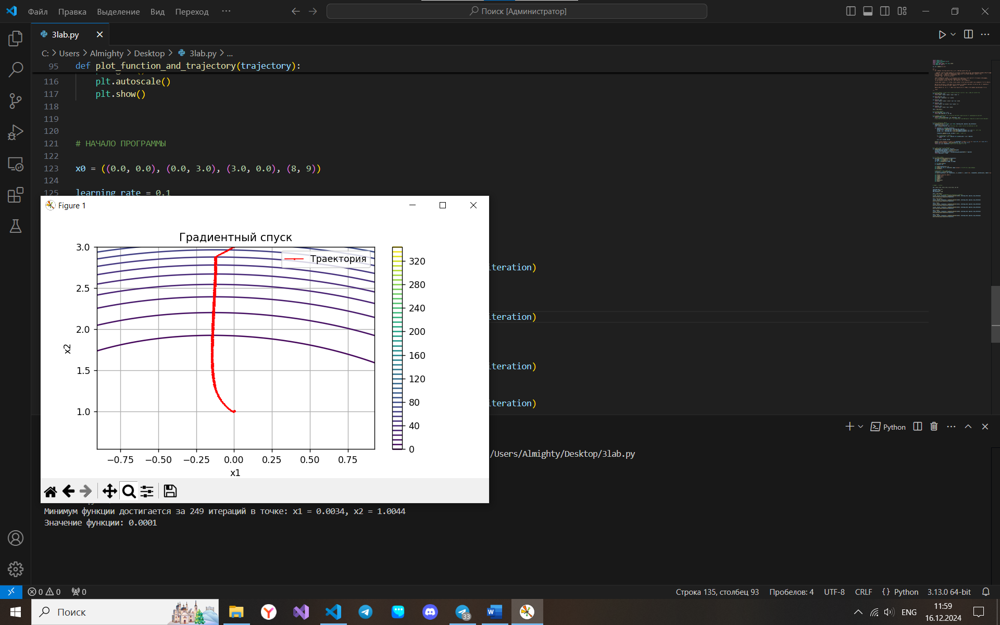 Файл Правка Выделение Вид Переход ··· Поиск [Администратор]
3lab.py
C: > Users > Almighty > Desktop > 3lab.py > ...
95 def plot_function_and_trajectory(trajectory):
116 plt.autoscale()
117 plt.show()
118
119
120
121 # НАЧАЛО ПРОГРАММЫ
122
123 x0 = ((0.0, 0.0), (0.0, 3.0), (3.0, 0.0), (8, 9))
124
125 learning_rate = 0.1
Figure 1
Градиентный спуск
Траектория
3.0
2.5
2.0
1.5
1.0
x2
−0.75 −0.50 −0.25 0.00 0.25 0.50 0.75
x1
320
280
240
200
160
120
80
40
0
iteration)
iteration)
iteration)
iteration)
Python
/Users/Almighty/Desktop/3lab.py
Минимум функции достигается за 249 итераций в точке: x1 = 0.0034, x2 = 1.0044
Значение функции: 0.0001
0 0 0 Строка 135, столбец 93 Пробелов: 4 UTF-8 CRLF {} Python 3.13.0 64-bit
Поиск
33
ENG
11:59
16.12.2024